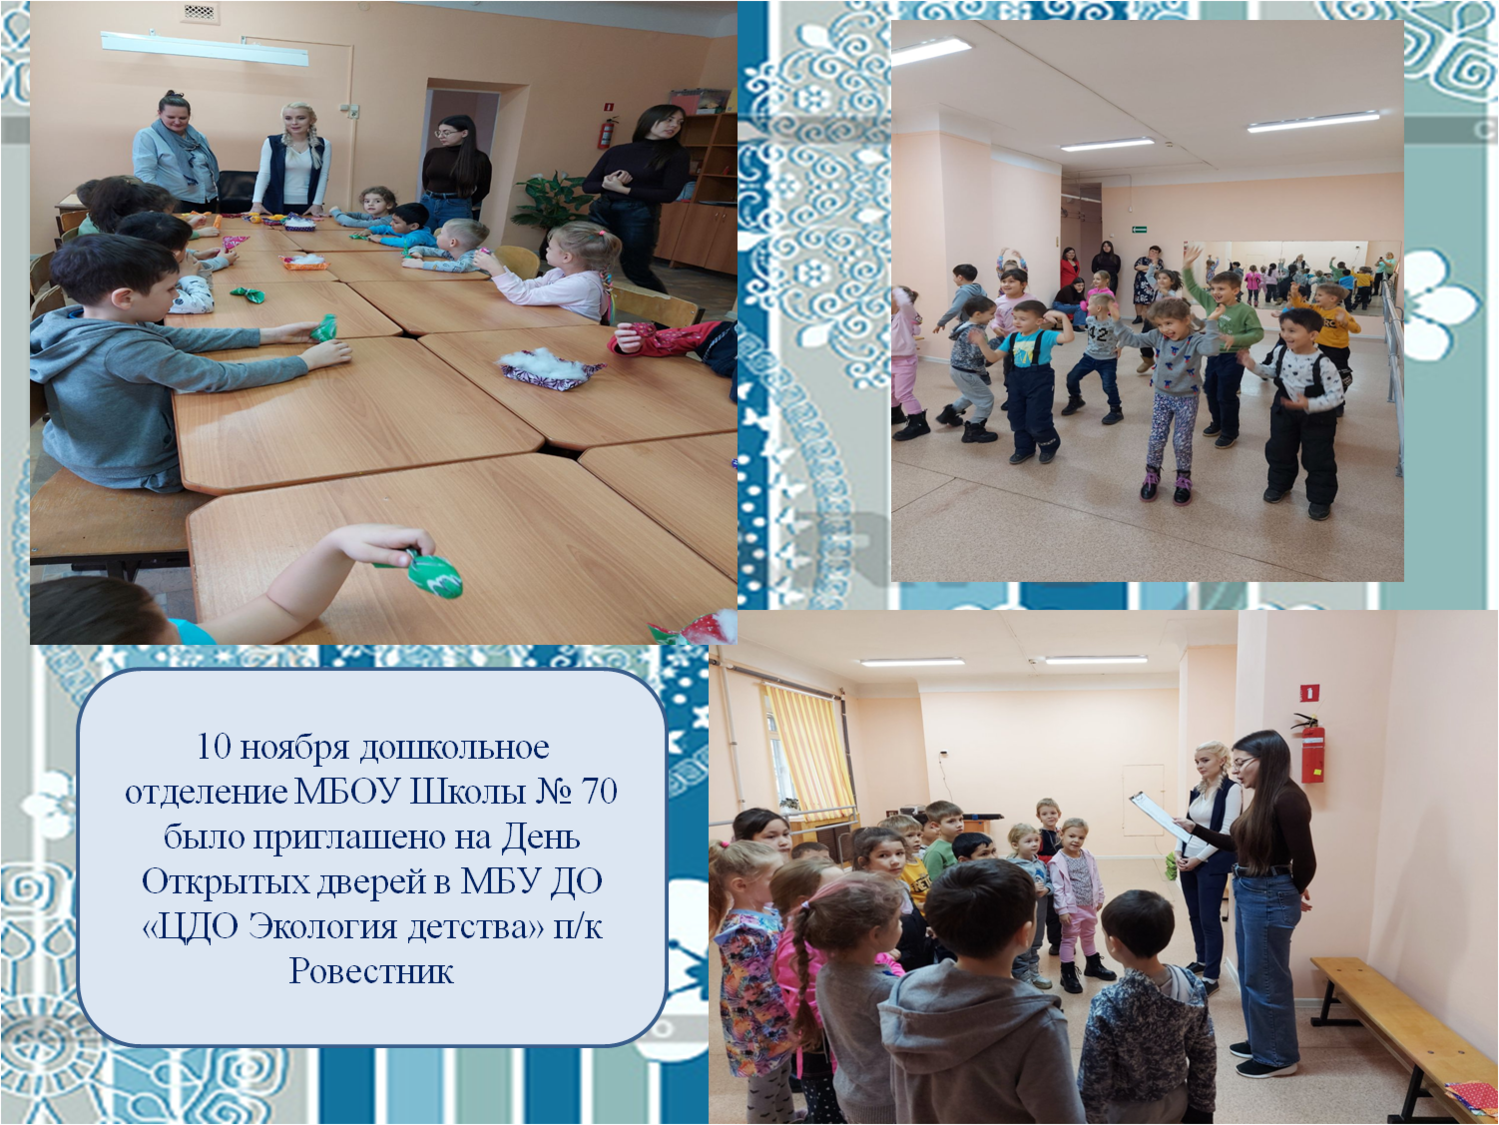 10 ноября дошкольное
отделение МБОУ Школы № 70
было приглашено на День
Открытых дверей в МБУ ДО
«ЦДО Экология детства» п/к
Ровестник